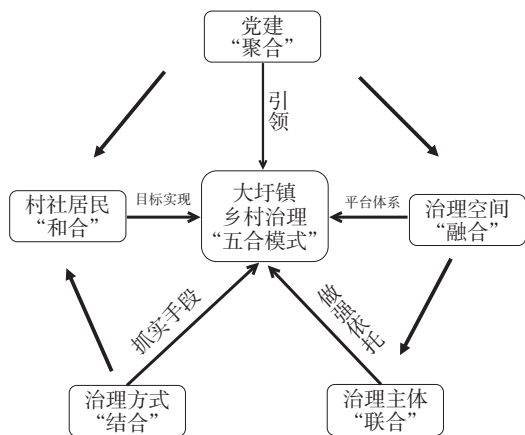 党建
“聚合”
引领
村社居民
“和合”
目标实现
大圩镇
乡村治理
“五合模式”
平台体系
治理空间
“融合”
抓实手段
做强依托
治理方式
“结合”
治理主体
“联合”